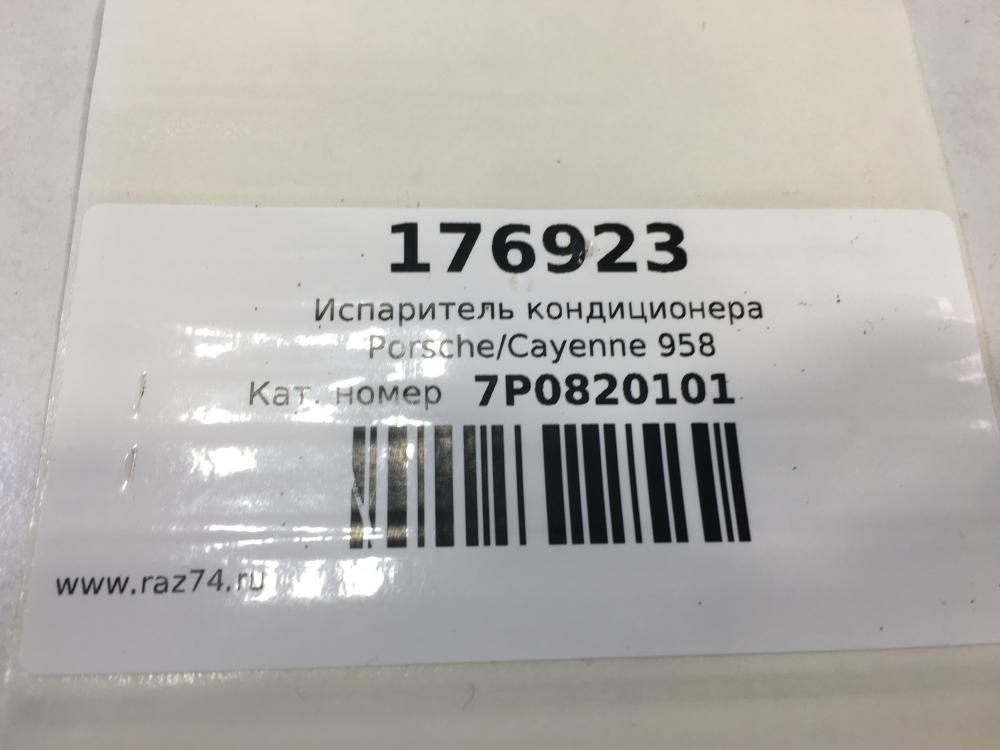 176923
Испаритель кондиционера
Porsche/Cayenne 958
Кат. номер 7P0820101
www.raz74.ru